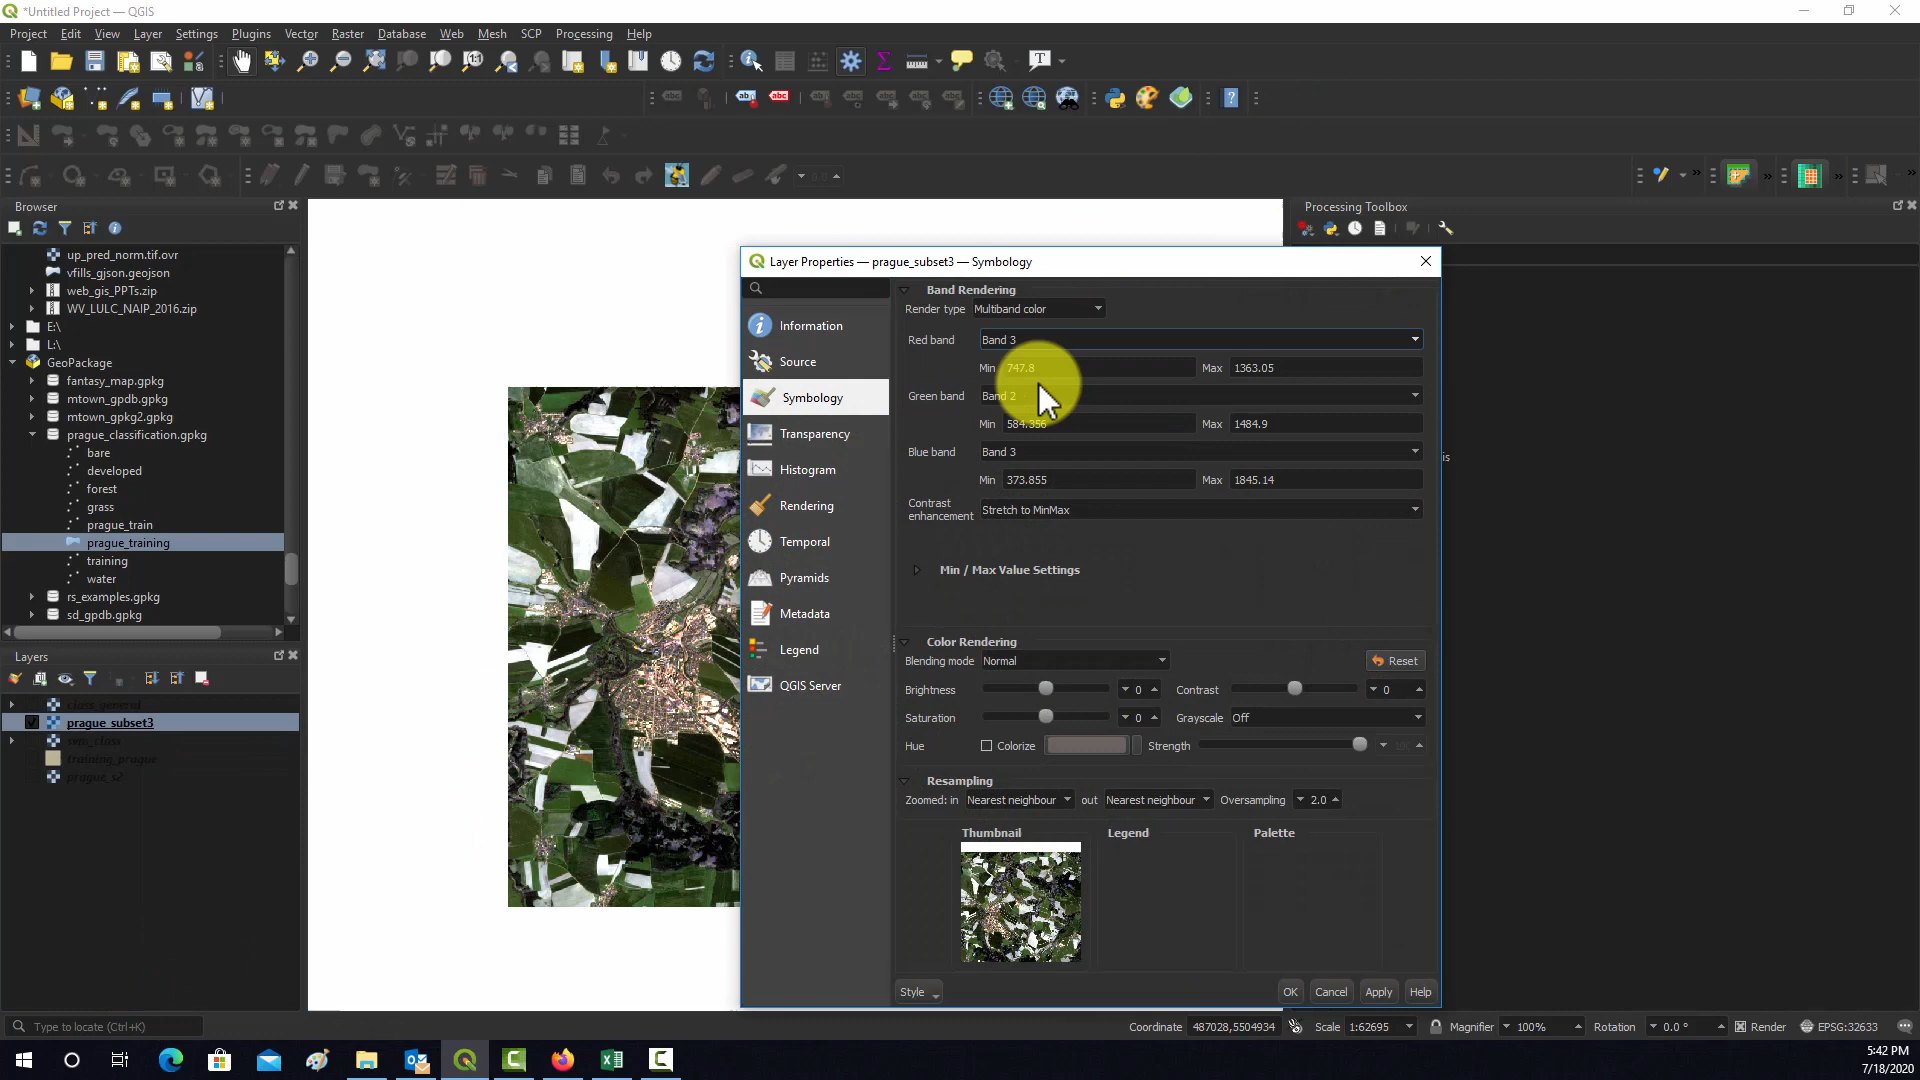 *Untitled Project — QGIS
Project Edit View Layer Settings Plugins Vector Raster Database Web Mesh SCP Processing Help
Browser
up_pred_norm.tif.ovr
vfills_gjson.geojson
web_gis_PPTs.zip
WV_LULC_NAIP_2016.zip
E:\
L:\
GeoPackage
fantasy_map.gpkg
mtown_gpdb.gpkg
mtown_gpkg2.gpkg
prague_classification.gpkg
bare
developed
forest
grass
prague_train
prague_training
training
water
rs_examples.gpkg
sd_gpdb.gpkg
Layers
class_general
prague_subset3
svm_class
training_prague
prague_s2
Layer Properties — prague_subset3 — Symbology
Information
Source
Symbology
Transparency
Histogram
Rendering
Temporal
Pyramids
Metadata
Legend
QGIS Server
Band Rendering
Render type Multiband color
Red band Band 3
Min 747.8 Max 1363.05
Green band Band 2
Min 584.356 Max 1484.9
Blue band Band 3
Min 373.855 Max 1845.14
Contrast enhancement Stretch to MinMax
Min / Max Value Settings
Color Rendering
Blending mode Normal Reset
Brightness 0 Contrast 0
Saturation 0 Grayscale Off
Hue Colorize Strength
Resampling
Zoomed: in Nearest neighbour out Nearest neighbour Oversampling 2.0
Thumbnail Legend Palette
Style OK Cancel Apply Help
Processing Toolbox
Type to locate (Ctrl+K) Coordinate 487028,5504934 Scale 1:62695 Magnifier 100% Rotation 0.0 ° Render EPSG:32633
5:42 PM
7/18/2020